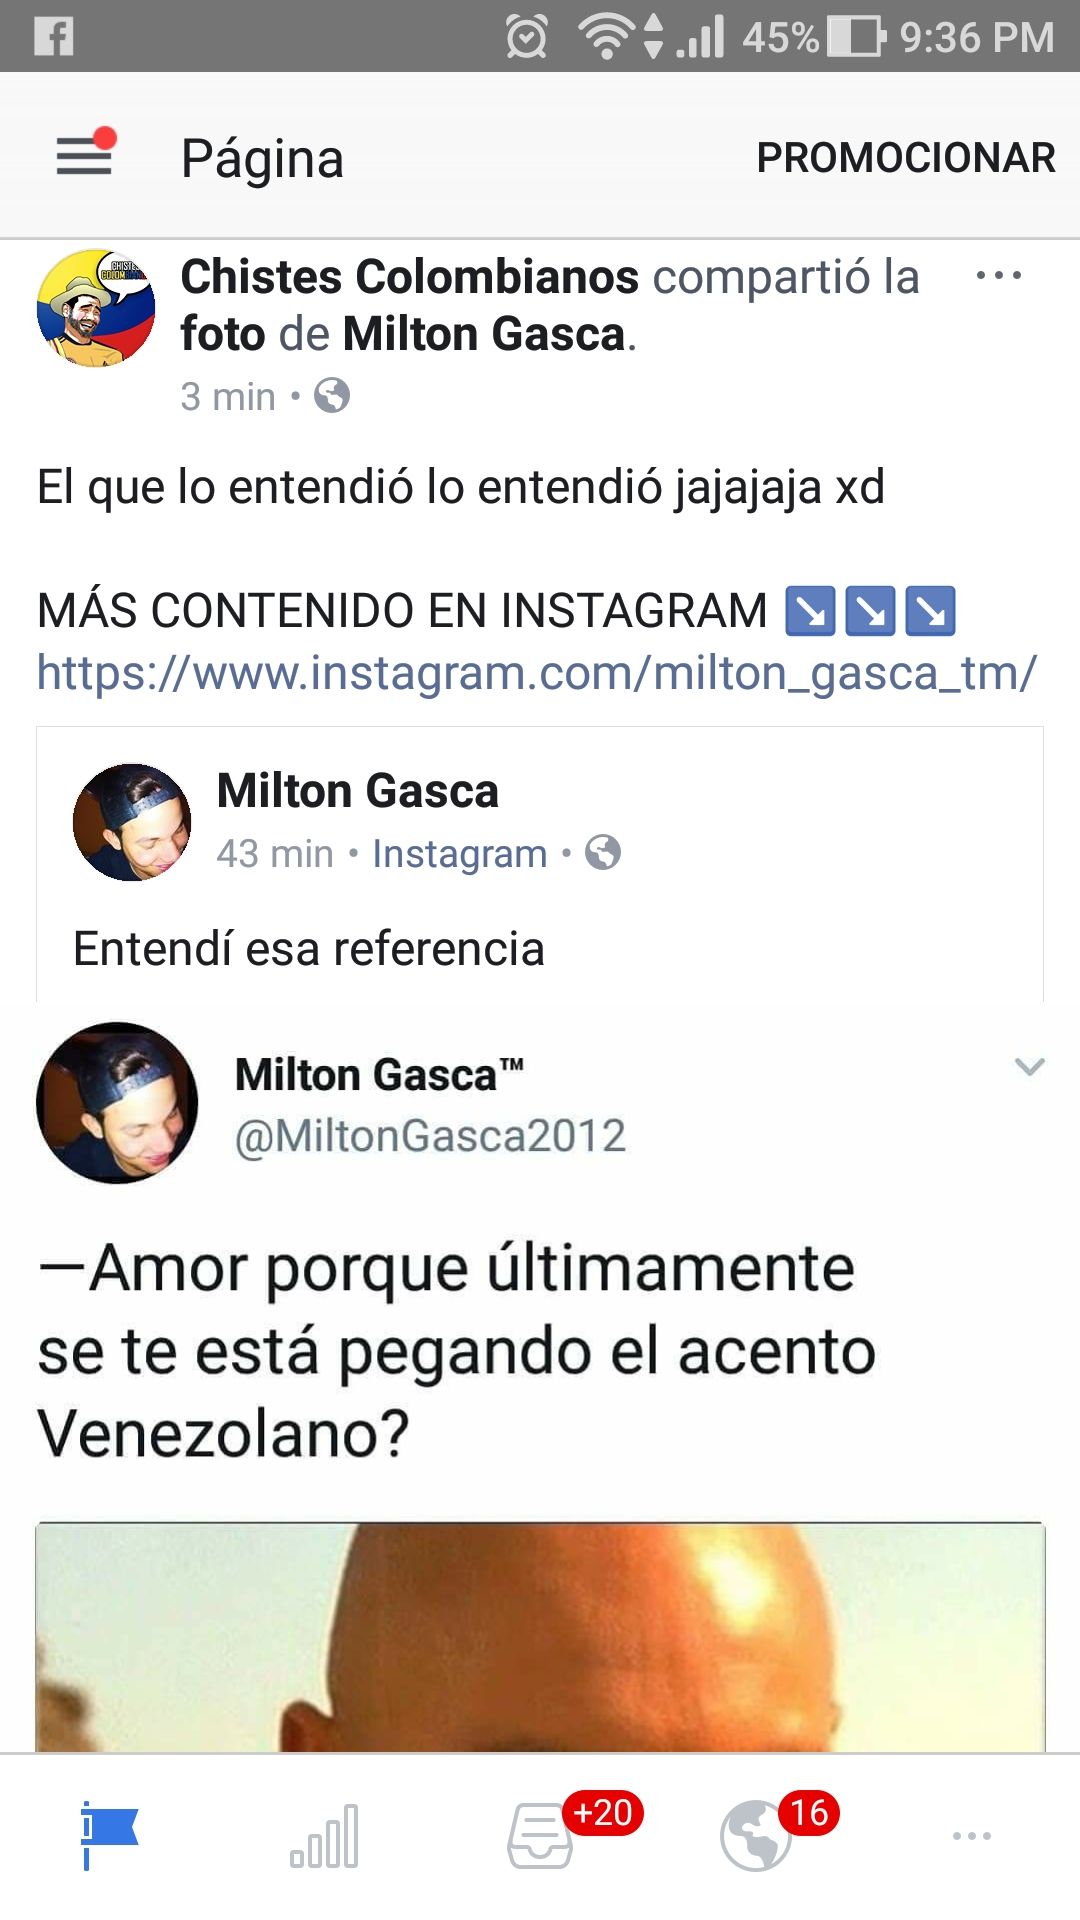 45% 9:36 PM
Página
PROMOCIONAR
Chistes Colombianos compartió la
foto de Milton Gasca.
3 min •
El que lo entendió lo entendió jajajaja xd
MÁS CONTENIDO EN INSTAGRAM ↘️↘️↘️
https://www.instagram.com/milton_gasca_tm/
Milton Gasca
43 min • Instagram •
Entendí esa referencia
Milton Gasca™
@MiltonGasca2012
—Amor porque últimamente
se te está pegando el acento
Venezolano?
+20
16